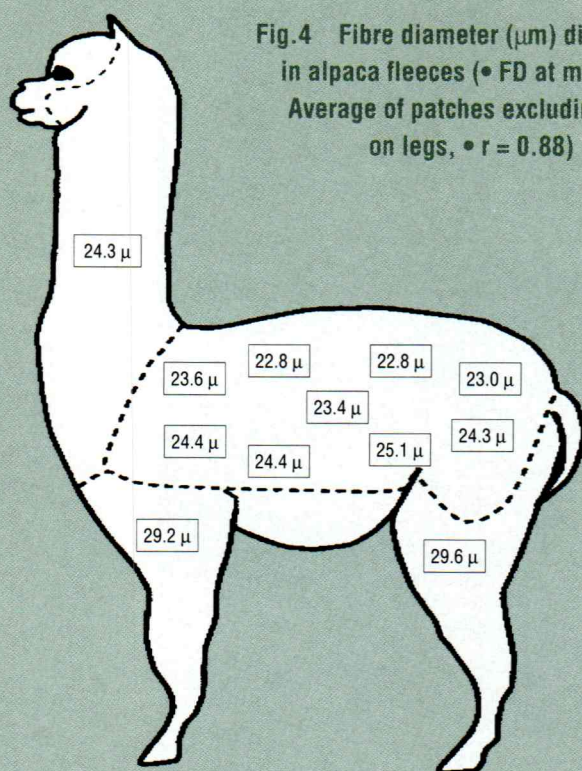 Fig.4 Fibre diameter (µm)
in alpaca fleeces (• FD at
Average of patches
on legs, • r = 0.88)
24.3 µ
22.8 µ
22.8 µ
23.6 µ
23.0 µ
23.4 µ
24.4 µ
24.3 µ
25.1 µ
24.4 µ
29.2 µ
29.6 µ